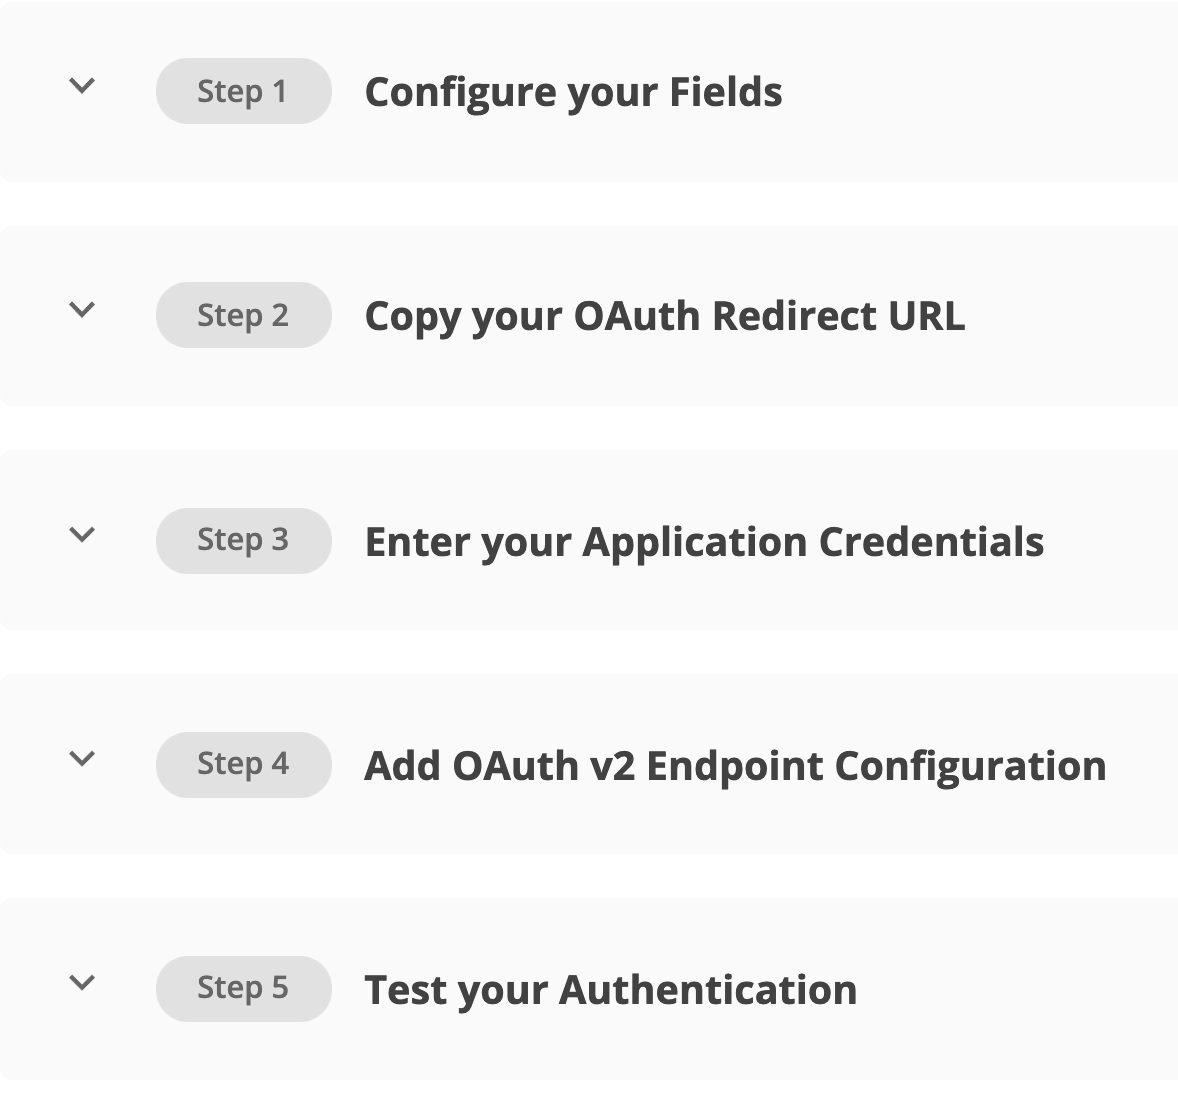 Step 1 Configure your Fields
Step 2 Copy your OAuth Redirect URL
Step 3 Enter your Application Credentials
Step 4 Add OAuth v2 Endpoint Configuration
Step 5 Test your Authentication